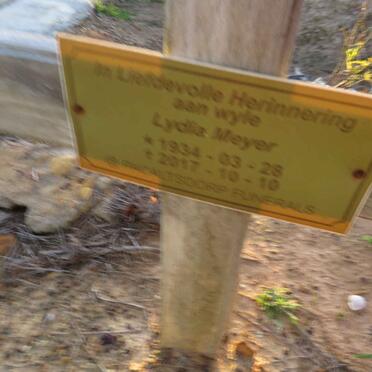 In Liefdevolle Herinnering
aan wyle
Lydia Meyer
* 1934 - 03 - 28
† 2017 - 10 - 10
FUNERALS